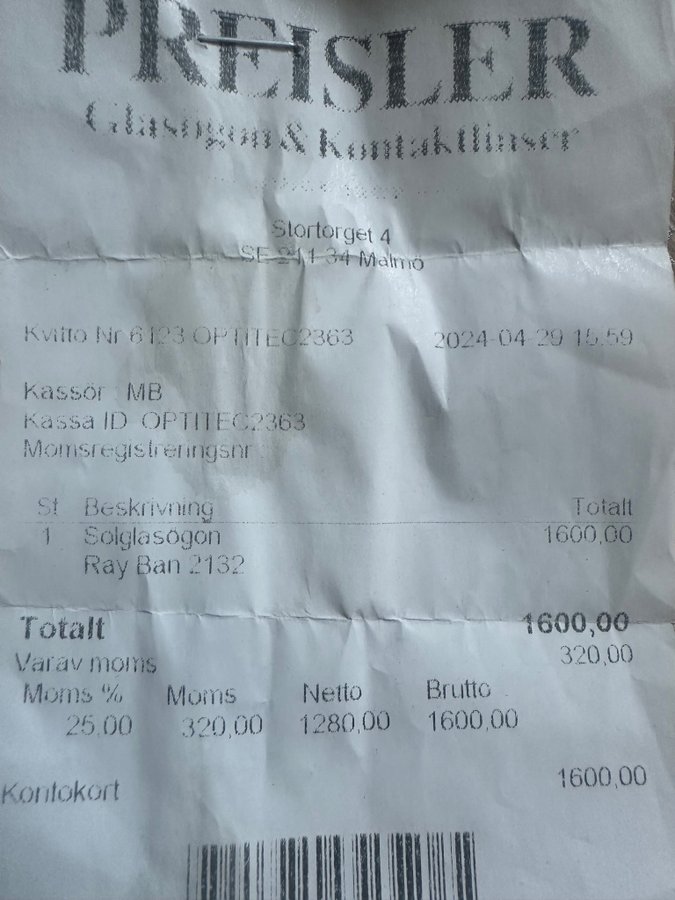 PREISLER
Glasögon & Kontaktlinser
Stortorget 4
SE 211 34 Malmö
Kvitto Nr 6123 OPTITEC2363 2024-04-29 15:59
Kassör : MB
Kassa ID OPTITEC2363
Momsregistreringsnr
St Beskrivning Totalt
1 Solglasögon 1600,00
Ray Ban 2132
Totalt 1600,00
Varav moms 320,00
Moms % Moms Netto Brutto
25,00 320,00 1280,00 1600,00
Kontokort 1600,00